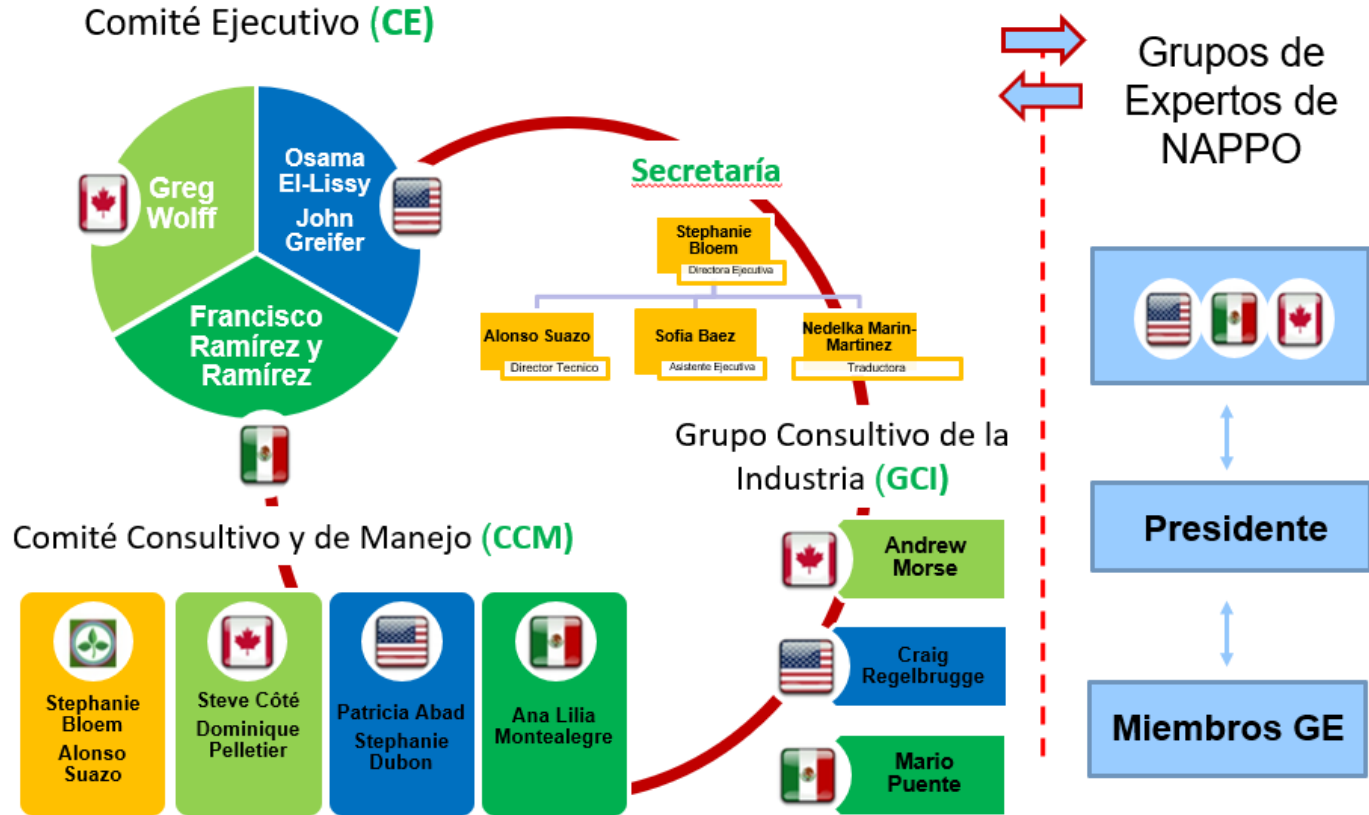 Comité Ejecutivo (CE)
Greg
Wolff
Osama
El-Lissy
John
Greifer
Francisco
Ramírez y
Ramírez
Secretaría
Stephanie
Bloem
Directora Ejecutiva
Alonso Suazo
Director Tecnico
Sofia Baez
Asistente Ejecutiva
Nedelka Marin-
Martinez
Traductora
Grupo Consultivo de la
Industria (GCI)
Andrew
Morse
Craig
Regelbrugge
Mario
Puente
Comité Consultivo y de Manejo (CCM)
Stephanie
Bloem
Alonso
Suazo
Steve Côté
Dominique
Pelletier
Patricia Abad
Stephanie
Dubon
Ana Lilia
Montealegre
Grupos de
Expertos de
NAPPO
Presidente
Miembros GE